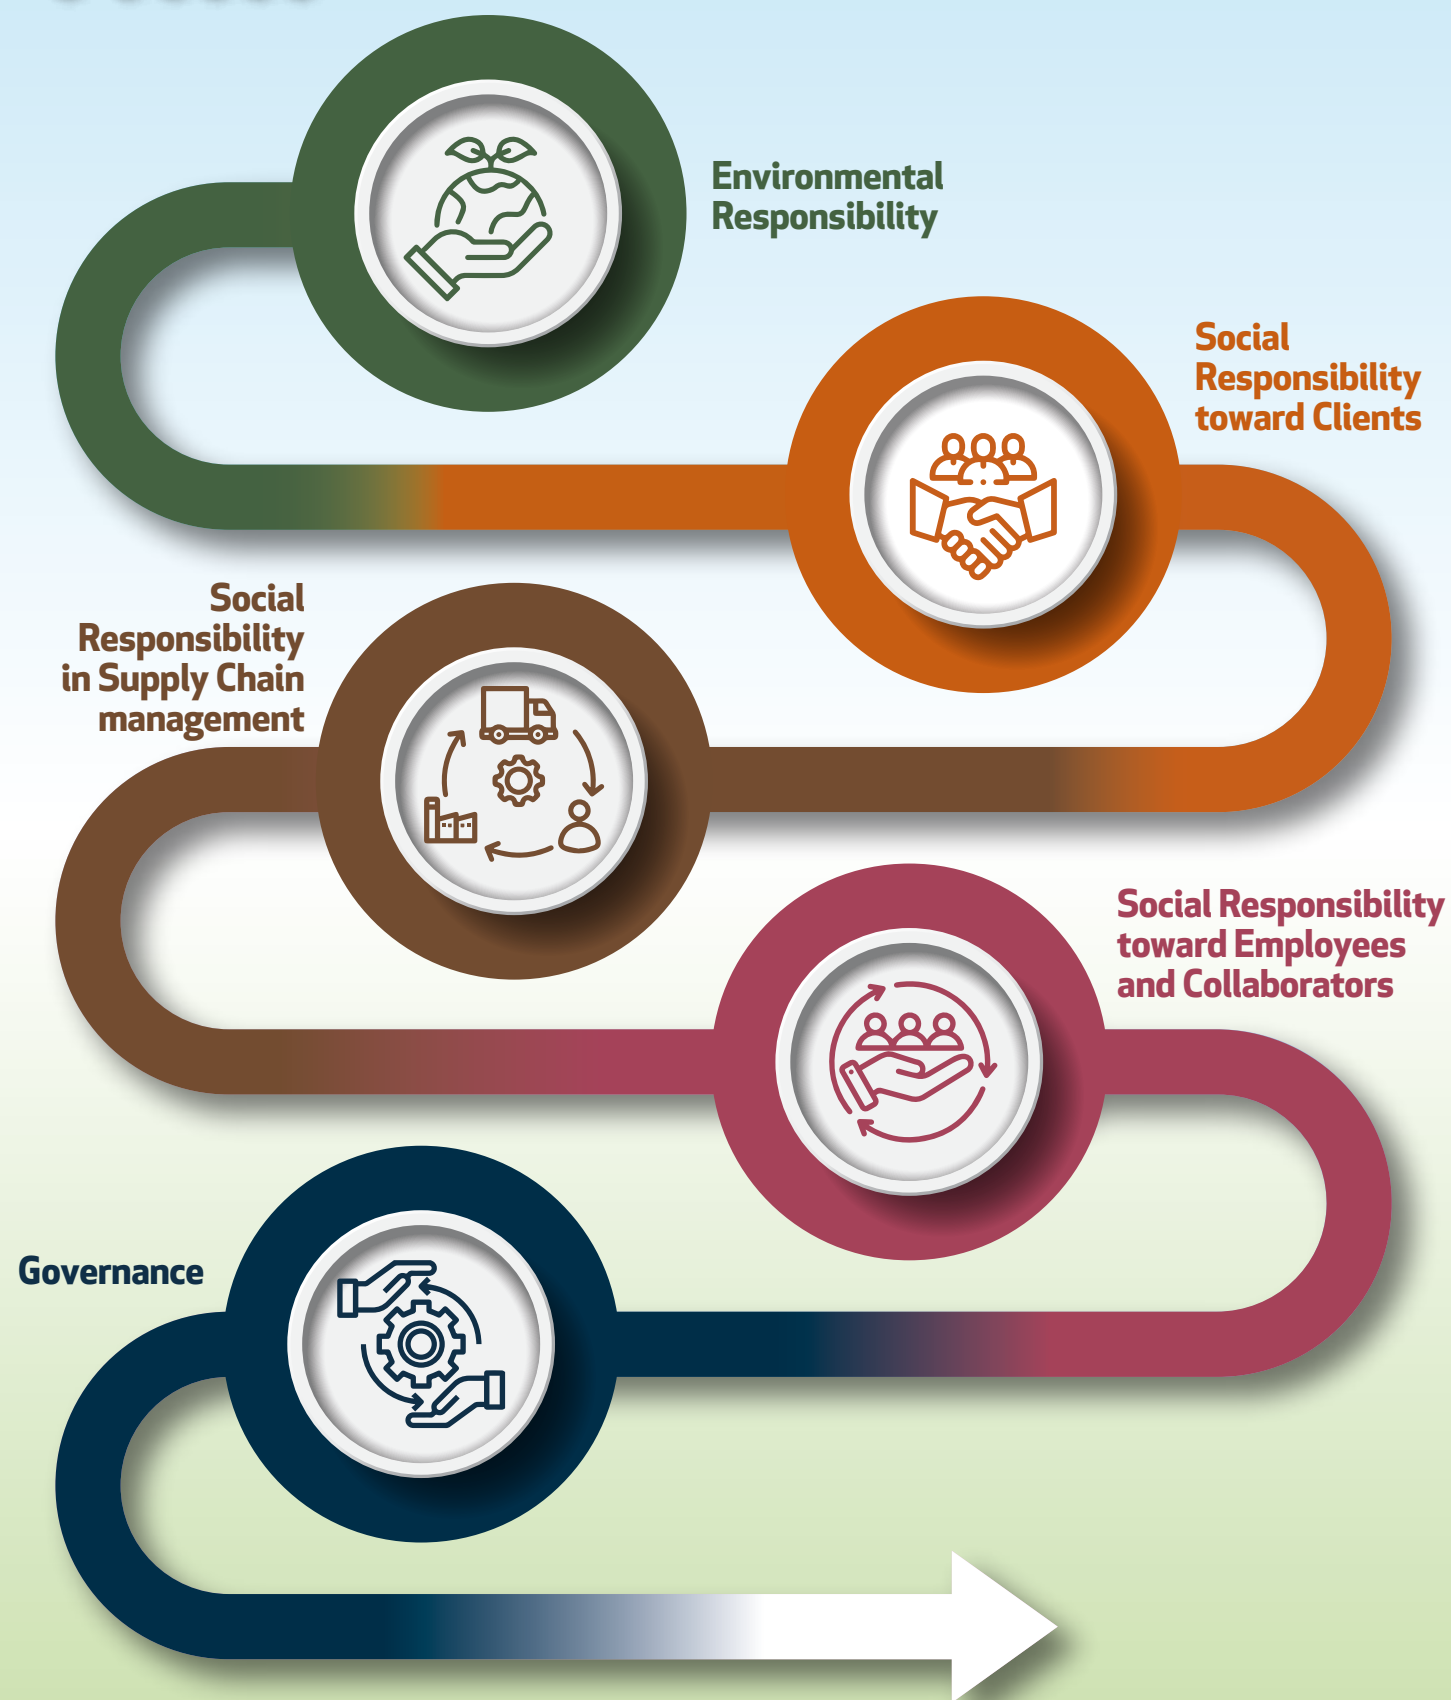 Environmental
Responsibility
Social
Responsibility
toward Clients
Social
Responsibility
in Supply Chain
management
Social Responsibility
toward Employees
and Collaborators
Governance